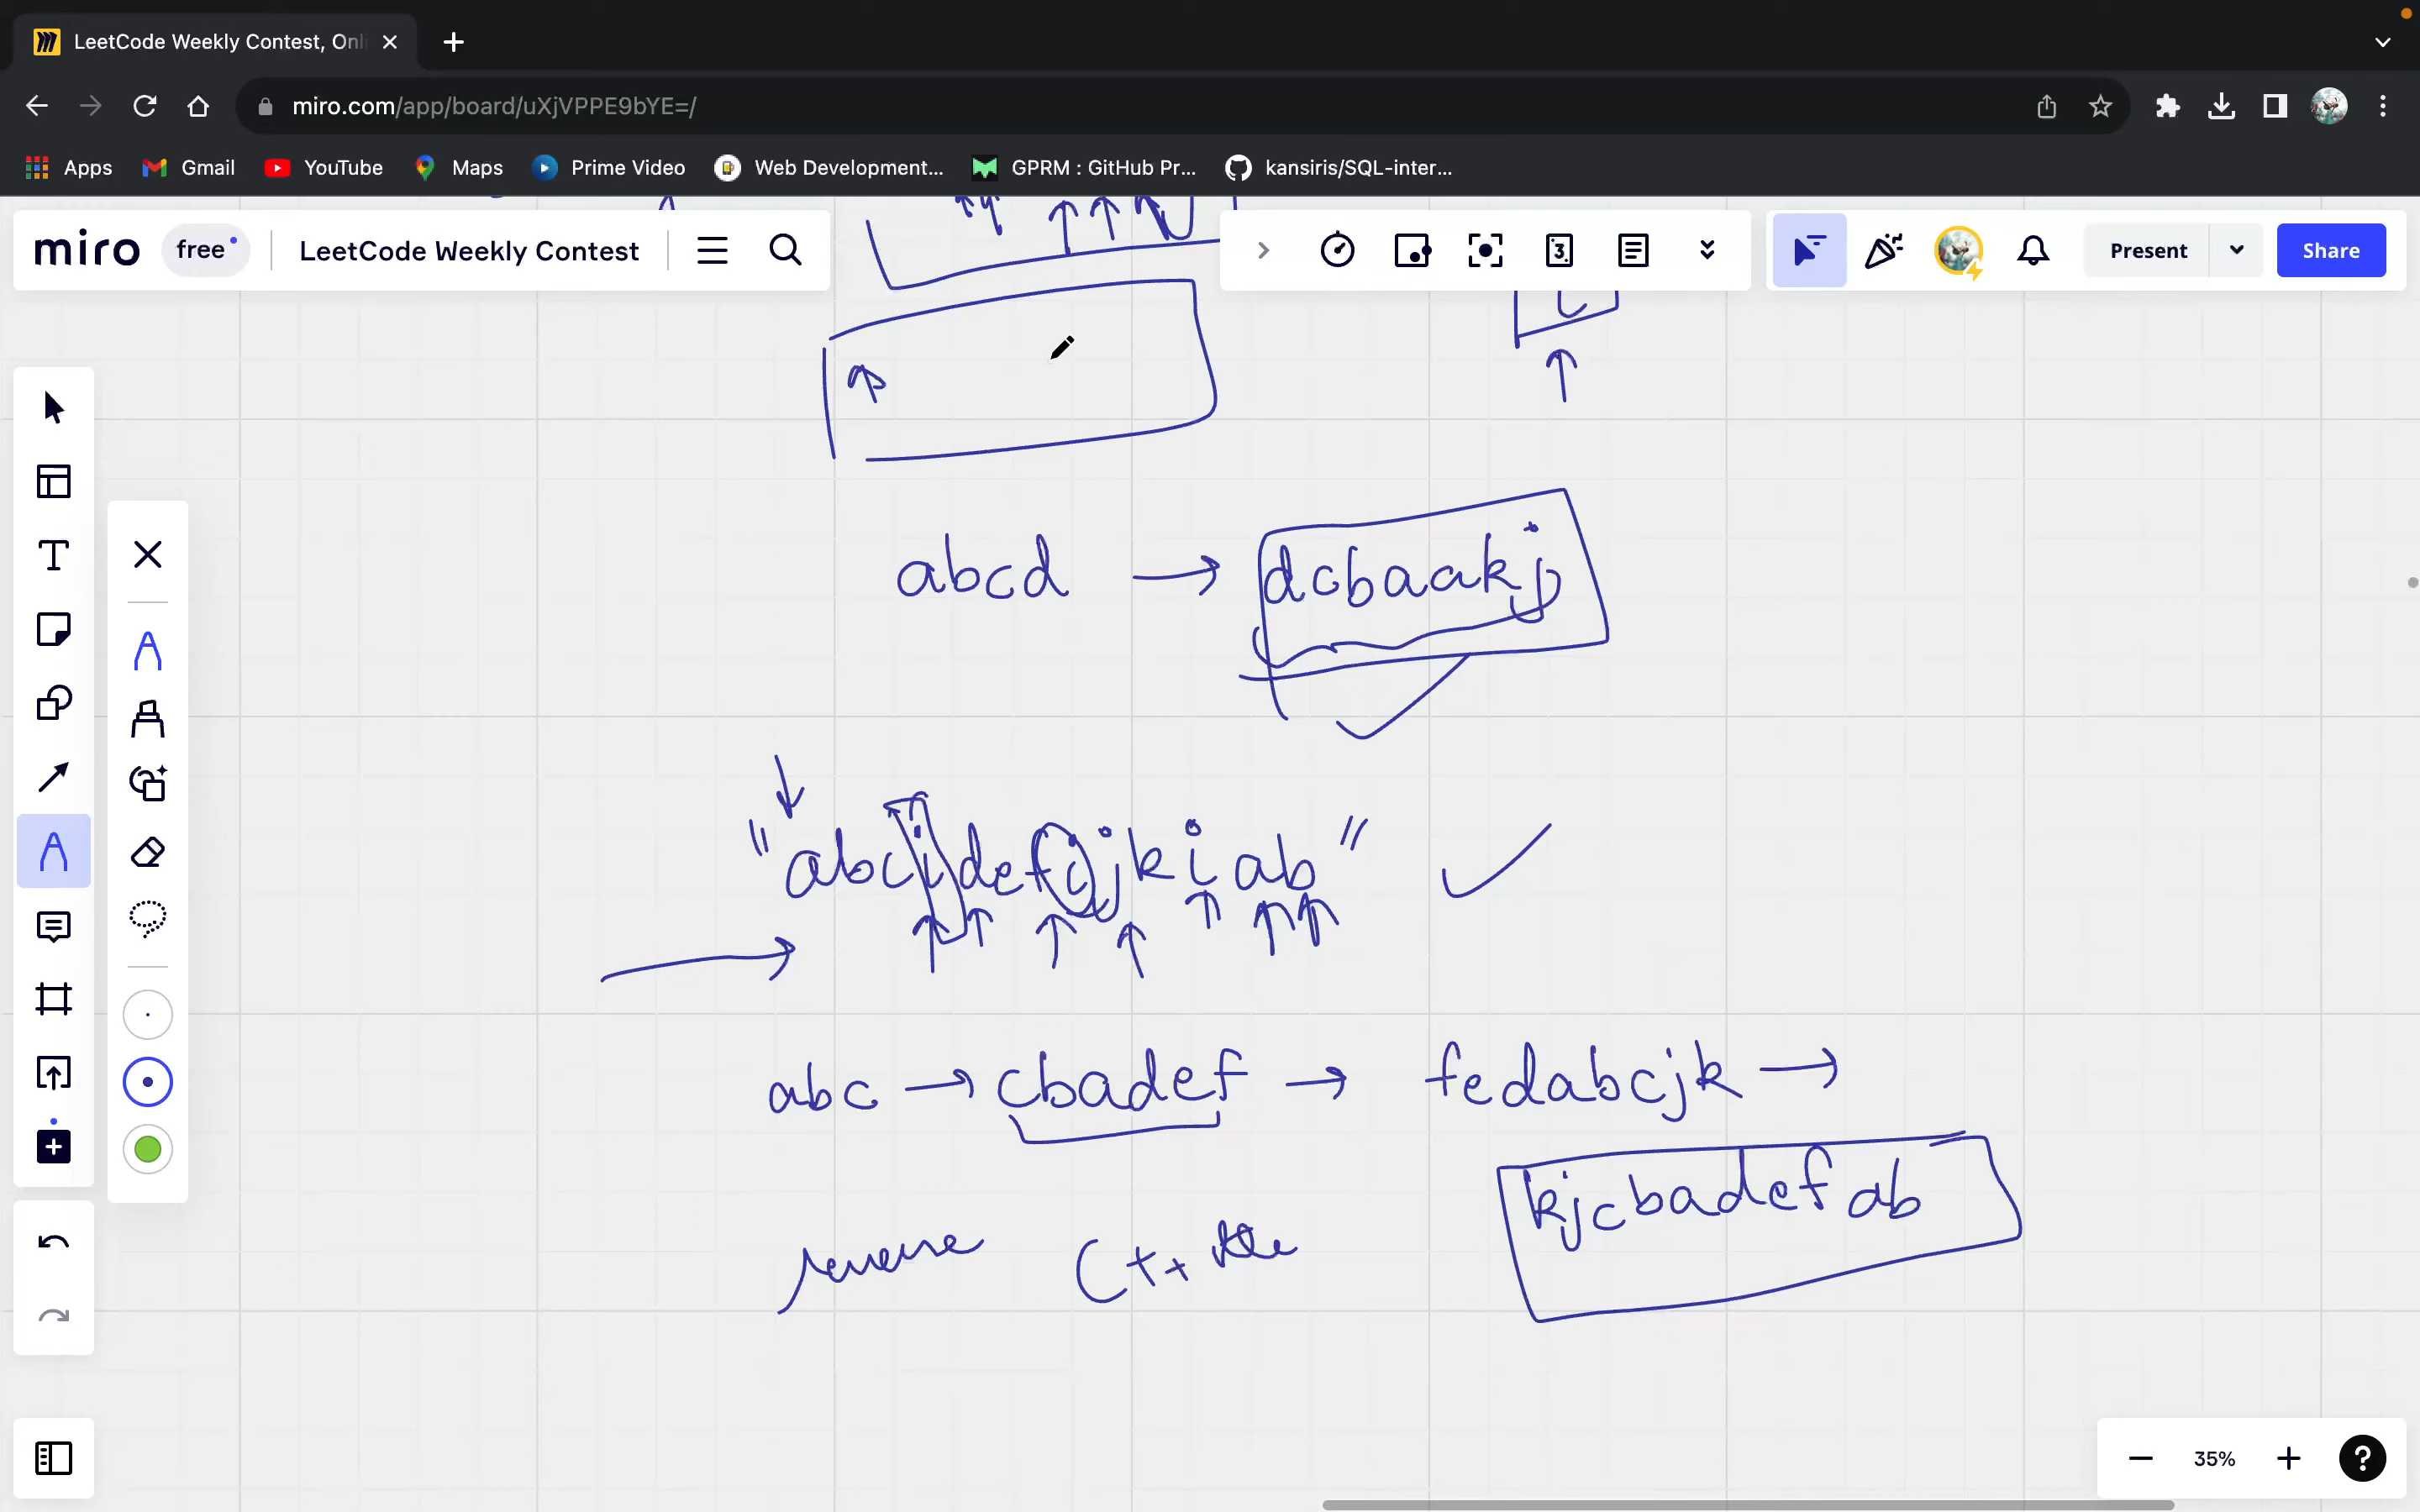 LeetCode Weekly Contest, Onl
miro.com/app/board/uXjVPPE9bYE=/
Apps Gmail YouTube Maps Prime Video Web Development... GPRM : GitHub Pr... kansiris/SQL-inter...
miro free LeetCode Weekly Contest 3 Present Share
abcd → dcbaakj
"abcidefijkiab"
abc → cbadef → fedabcjk →
kjcbadefab
reverse C++
35%